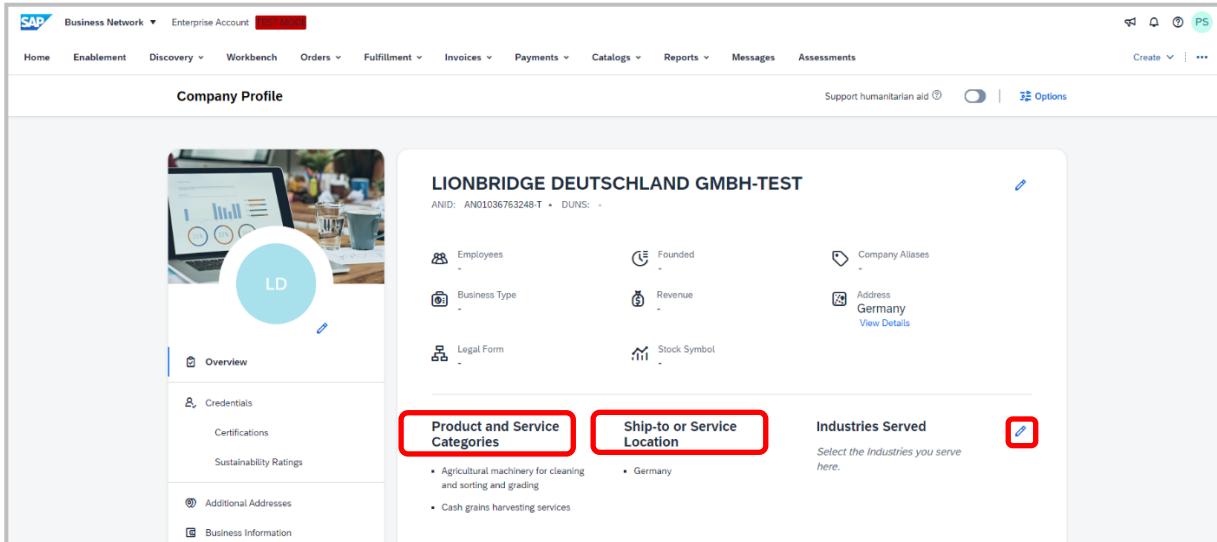 SAP Business Network Enterprise Account TEST MODE PS
Home Enablement Discovery Workbench Orders Fulfillment Invoices Payments Catalogs Reports Messages Assessments Create
Company Profile Support humanitarian aid Options
LIONBRIDGE DEUTSCHLAND GMBH-TEST
ANID: AN01036763248-T • DUNS: -
LD
Employees
-
Founded
-
Company Aliases
-
Business Type
-
Revenue
-
Address
Germany
View Details
Legal Form
-
Stock Symbol
-
Overview
Credentials
Certifications
Sustainability Ratings
Additional Addresses
Business Information
Product and Service
Categories
• Agricultural machinery for cleaning
and sorting and grading
• Cash grains harvesting services
Ship-to or Service
Location
• Germany
Industries Served
Select the Industries you serve
here.